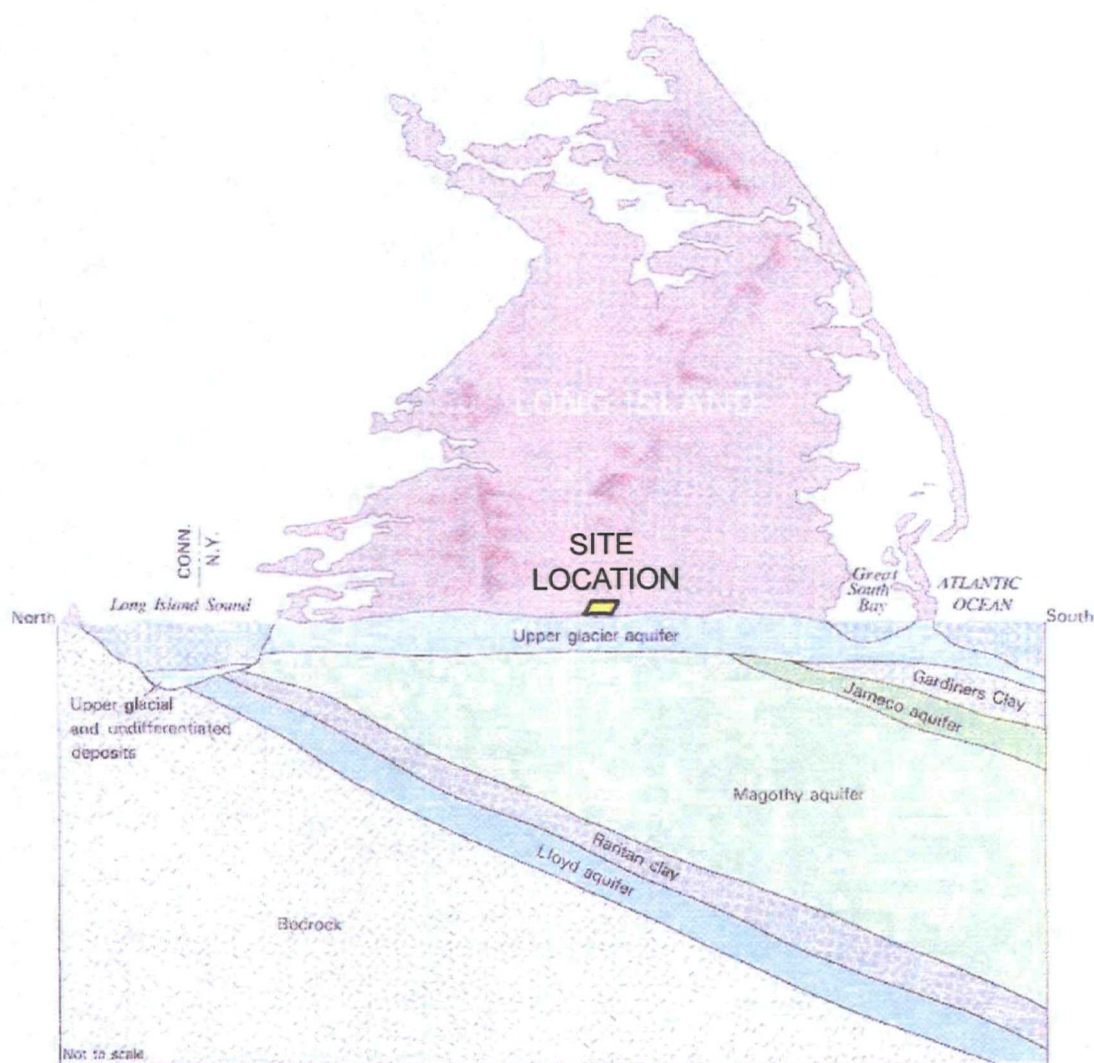 LONG ISLAND
CONN.
N.Y.
SITE
LOCATION
Great
South
Bay
ATLANTIC
OCEAN
Long Island Sound
North
South
Upper glacier aquifer
Gardiners Clay
Jameco aquifer
Upper glacial
and undifferentiated
deposits
Magothy aquifer
Raritan clay
Lloyd aquifer
Bedrock
Not to scale